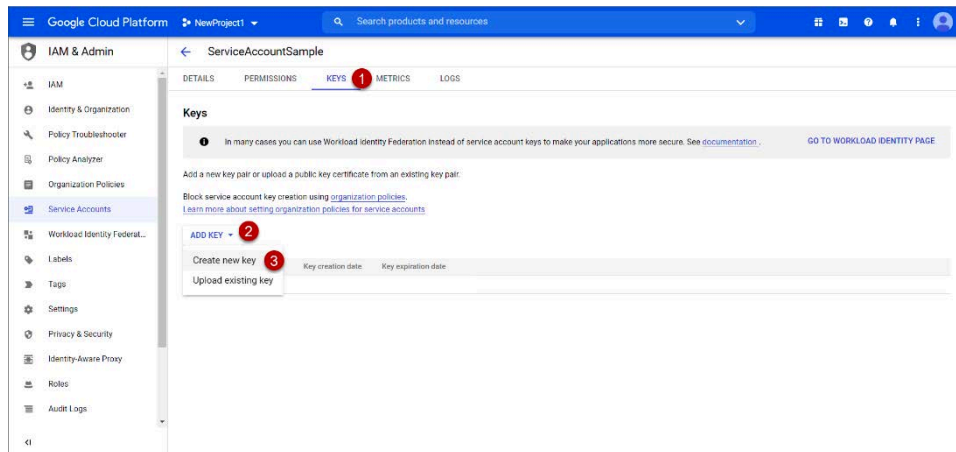 Google Cloud Platform NewProject1 Search products and resources
IAM & Admin
ServiceAccountSample
DETAILS PERMISSIONS KEYS 1 METRICS LOGS
IAM
Identity & Organization
Policy Troubleshooter
Policy Analyzer
Organization Policies
Service Accounts
Workload Identity Federat...
Labels
Tags
Settings
Privacy & Security
Identity-Aware Proxy
Roles
Audit Logs
Keys
In many cases you can use Workload Identity Federation instead of service account keys to make your applications more secure. See documentation. GO TO WORKLOAD IDENTITY PAGE
Add a new key pair or upload a public key certificate from an existing key pair.
Block service account key creation using organization policies.
Learn more about setting organization policies for service accounts
ADD KEY 2
Create new key 3
Key creation date Key expiration date
Upload existing key